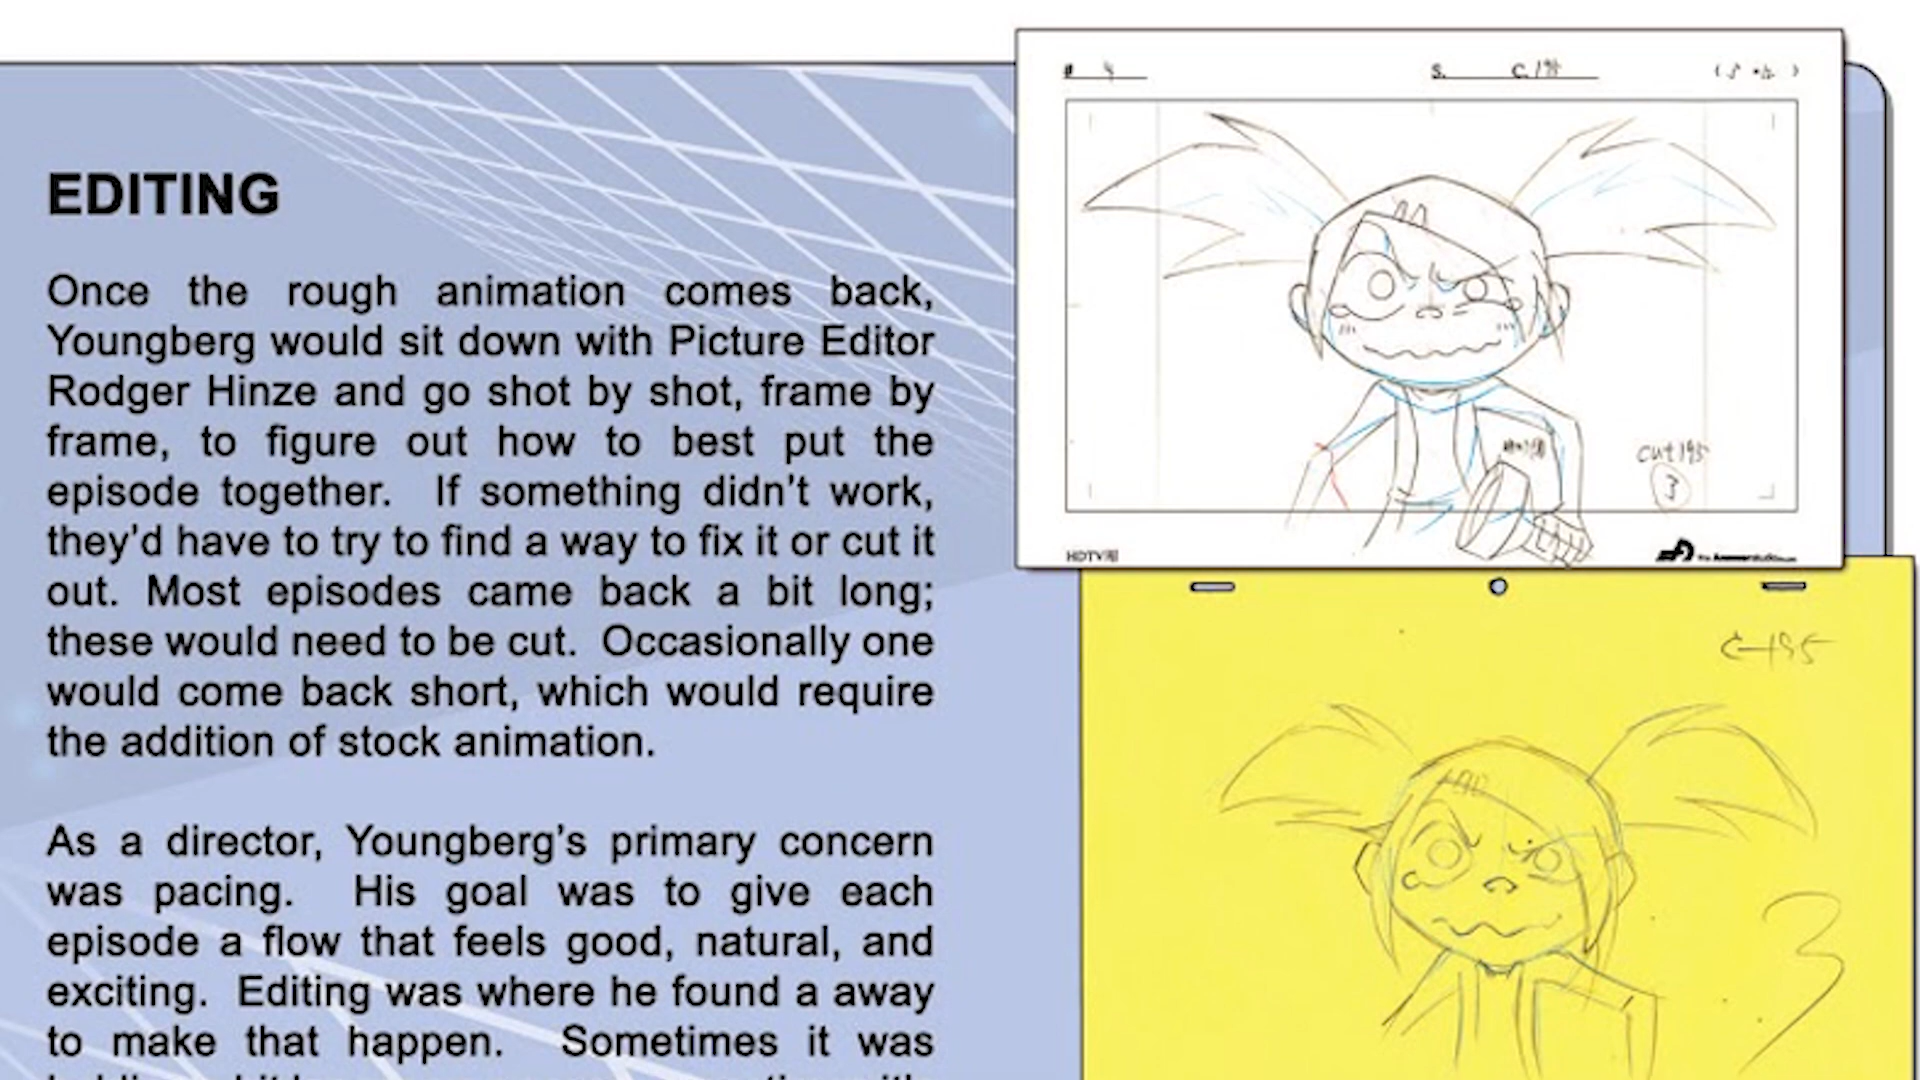 EDITING
Once the rough animation comes back,
Youngberg would sit down with Picture Editor
Rodger Hinze and go shot by shot, frame by
frame, to figure out how to best put the
episode together. If something didn't work,
they'd have to try to find a way to fix it or cut it
out. Most episodes came back a bit long;
these would need to be cut. Occasionally one
would come back short, which would require
the addition of stock animation.
As a director, Youngberg's primary concern
was pacing. His goal was to give each
episode a flow that feels good, natural, and
exciting. Editing was where he found a away
to make that happen. Sometimes it was
# 4
S. C. 195
cut 195
3
C-195
3